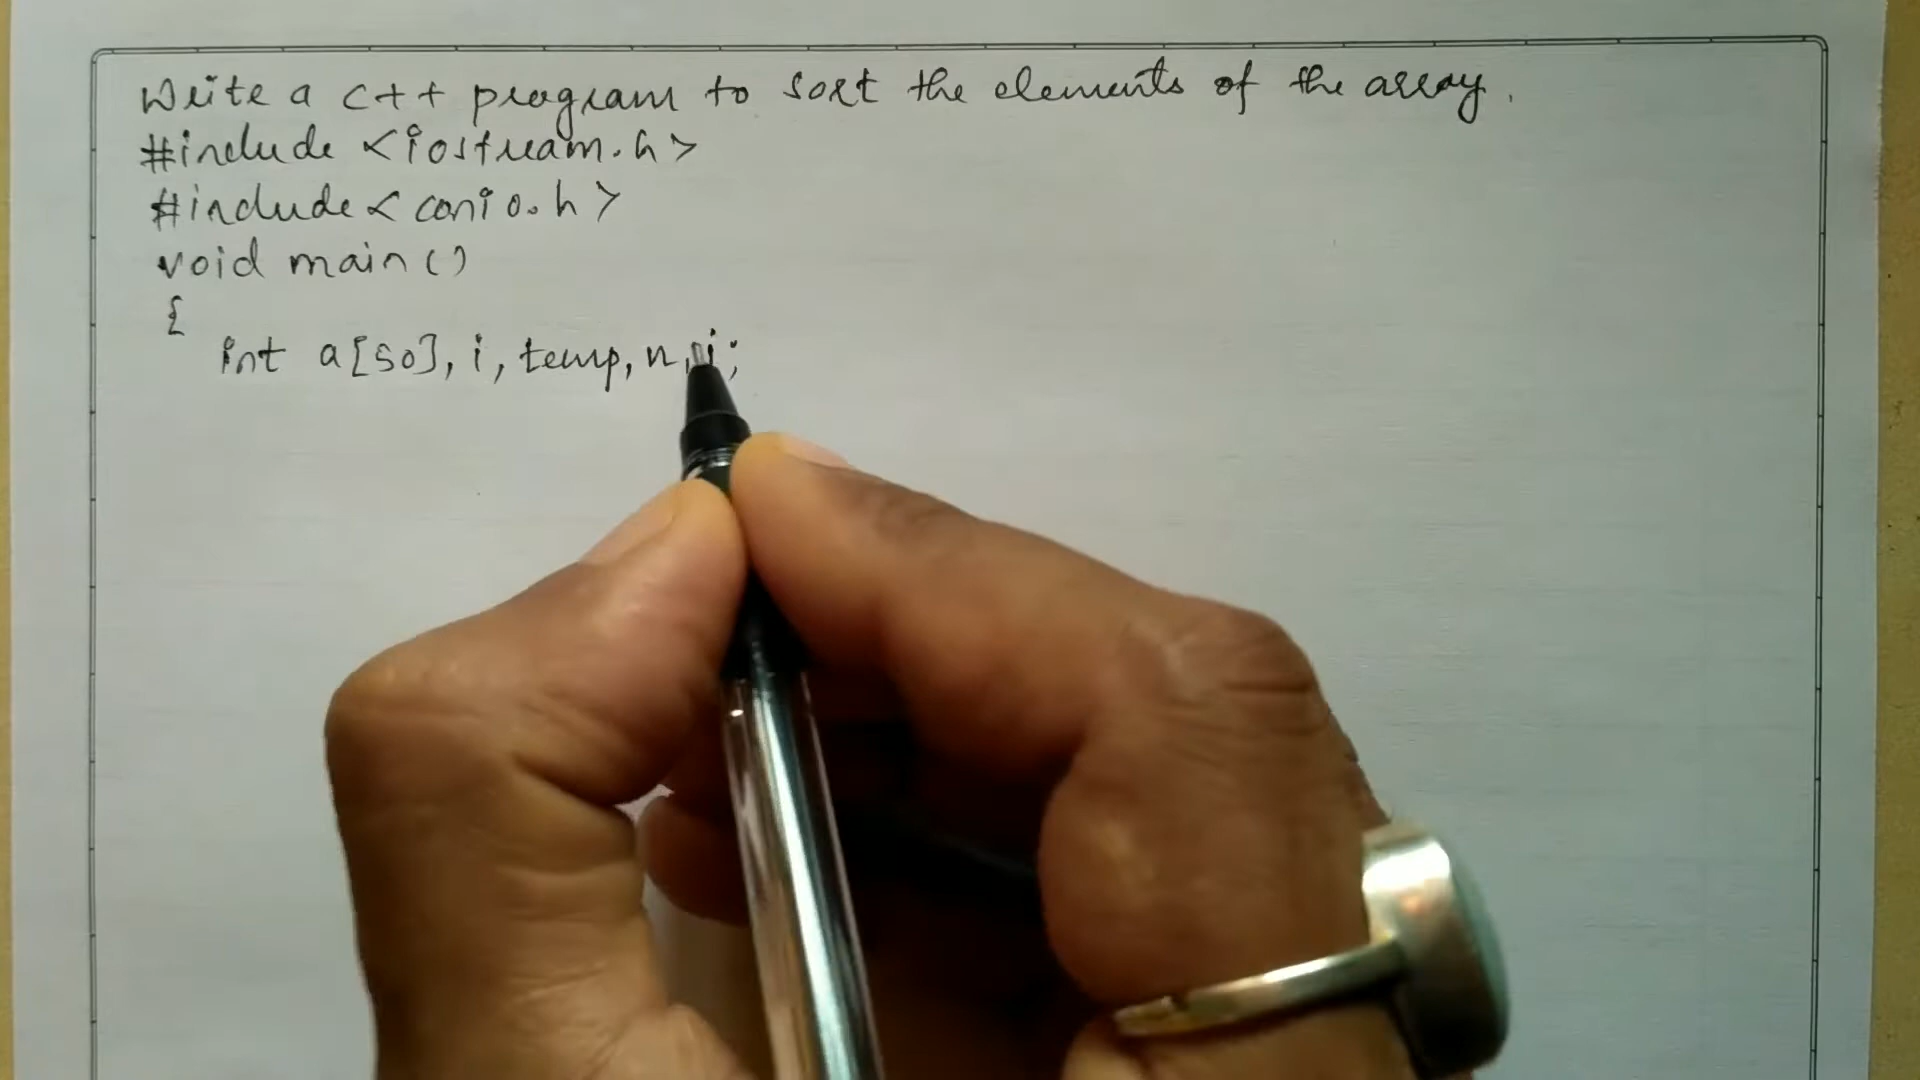 Write a c++ program to sort the elements of the array.
#include <iostream.h>
#include < conio.h >
void main ()
{
int a[50], i, temp, n, j;